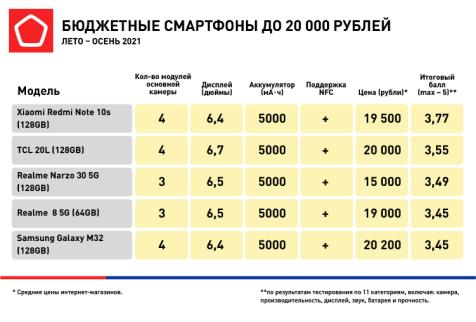 БЮДЖЕТНЫЕ СМАРТФОНЫ ДО 20 000 РУБЛЕЙ
ЛЕТО – ОСЕНЬ 2021
Модель
Кол-во модулей
основной
камеры
Дисплей
(дюймы)
Аккумулятор
(мА·ч)
Поддержка
NFC
Цена (рубли)*
Итоговый
балл
(max – 5)**
Xiaomi Redmi Note 10s
(128GB)
4 6,4 5000 + 19 500 3,77
TCL 20L (128GB)
4 6,7 5000 + 20 000 3,55
Realme Narzo 30 5G
(128GB)
3 6,5 5000 + 15 000 3,49
Realme 8 5G (64GB)
3 6,5 5000 + 19 000 3,45
Samsung Galaxy M32
(128GB)
4 6,4 5000 + 20 200 3,45
* Средние цены интернет-магазинов.
**по результатам тестирования по 11 категориям, включая: камера,
производительность, дисплей, звук, батарея и прочность.